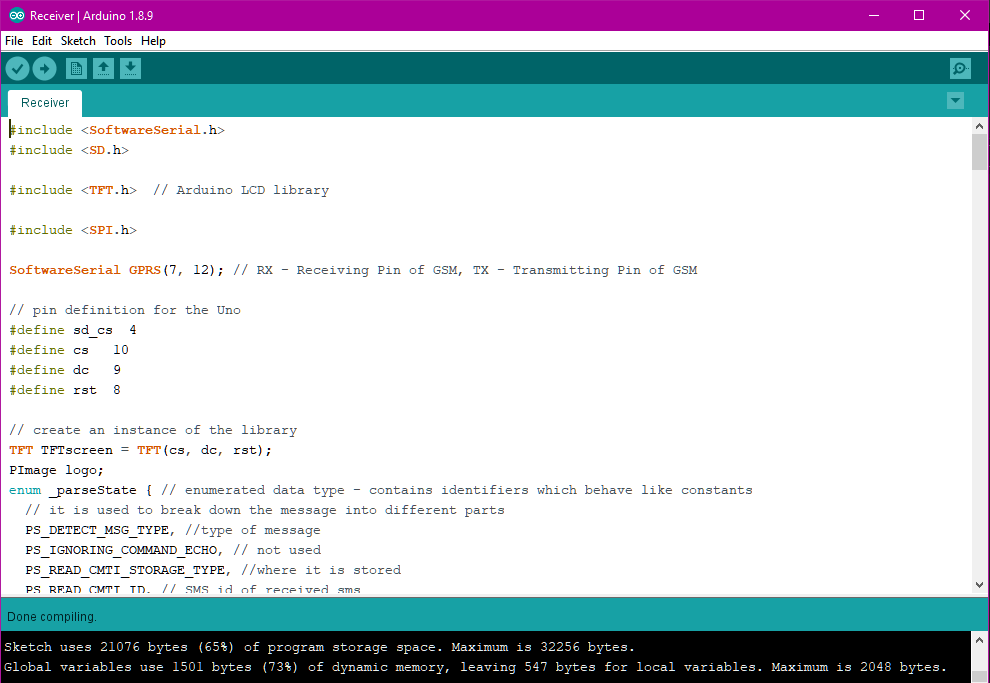 Receiver | Arduino 1.8.9
File Edit Sketch Tools Help
Receiver
#include <SoftwareSerial.h>
#include <SD.h>
#include <TFT.h>  // Arduino LCD library
#include <SPI.h>
SoftwareSerial GPRS(7, 12); // RX - Receiving Pin of GSM, TX - Transmitting Pin of GSM
// pin definition for the Uno
#define sd_cs  4
#define cs   10
#define dc   9
#define rst  8
// create an instance of the library
TFT TFTscreen = TFT(cs, dc, rst);
PImage logo;
enum _parseState { // enumerated data type - contains identifiers which behave like constants
  // it is used to break down the message into different parts
  PS_DETECT_MSG_TYPE, //type of message
  PS_IGNORING_COMMAND_ECHO, // not used
  PS_READ_CMTI_STORAGE_TYPE, //where it is stored
  PS_READ_CMTI_ID, // SMS id of received sms
Done compiling.
Sketch uses 21076 bytes (65%) of program storage space. Maximum is 32256 bytes.
Global variables use 1501 bytes (73%) of dynamic memory, leaving 547 bytes for local variables. Maximum is 2048 bytes.